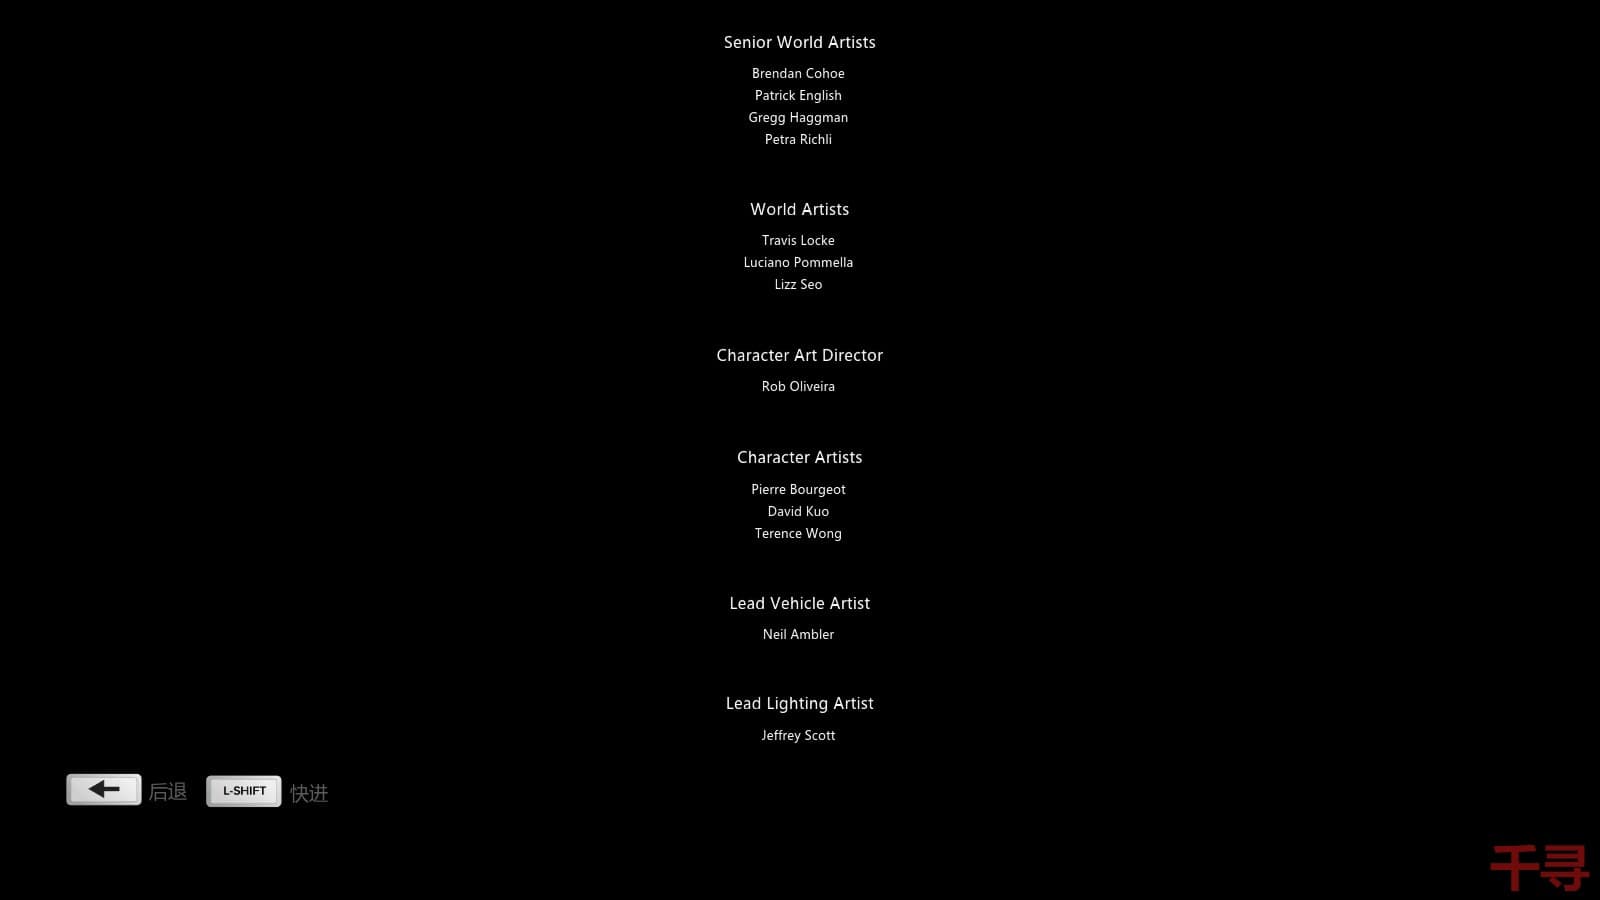 Senior World Artists
Brendan Cohoe
Patrick English
Gregg Haggman
Petra Richli
World Artists
Travis Locke
Luciano Pommella
Lizz Seo
Character Art Director
Rob Oliveira
Character Artists
Pierre Bourgeot
David Kuo
Terence Wong
Lead Vehicle Artist
Neil Ambler
Lead Lighting Artist
Jeffrey Scott
后退 L-SHIFT 快进
千寻